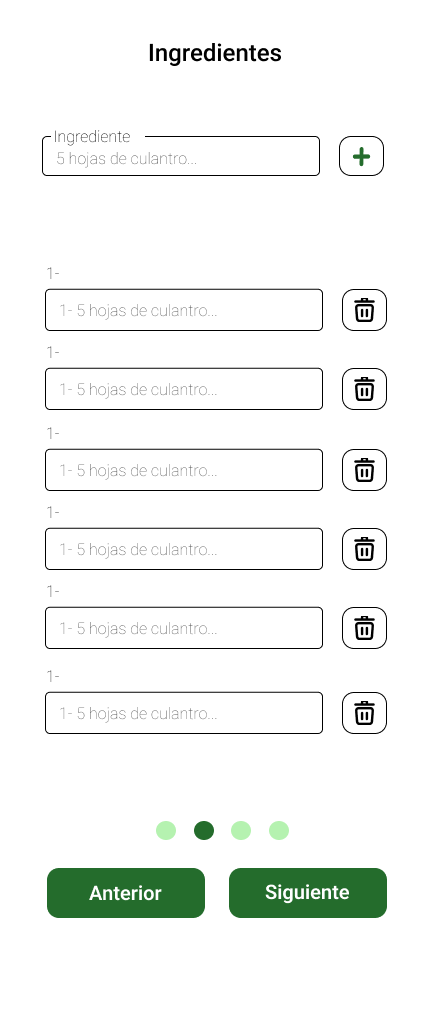 Ingredientes
Ingrediente
5 hojas de culantro...
1-
1- 5 hojas de culantro...
1-
1- 5 hojas de culantro...
1-
1- 5 hojas de culantro...
1-
1- 5 hojas de culantro...
1-
1- 5 hojas de culantro...
1-
1- 5 hojas de culantro...
Anterior
Siguiente